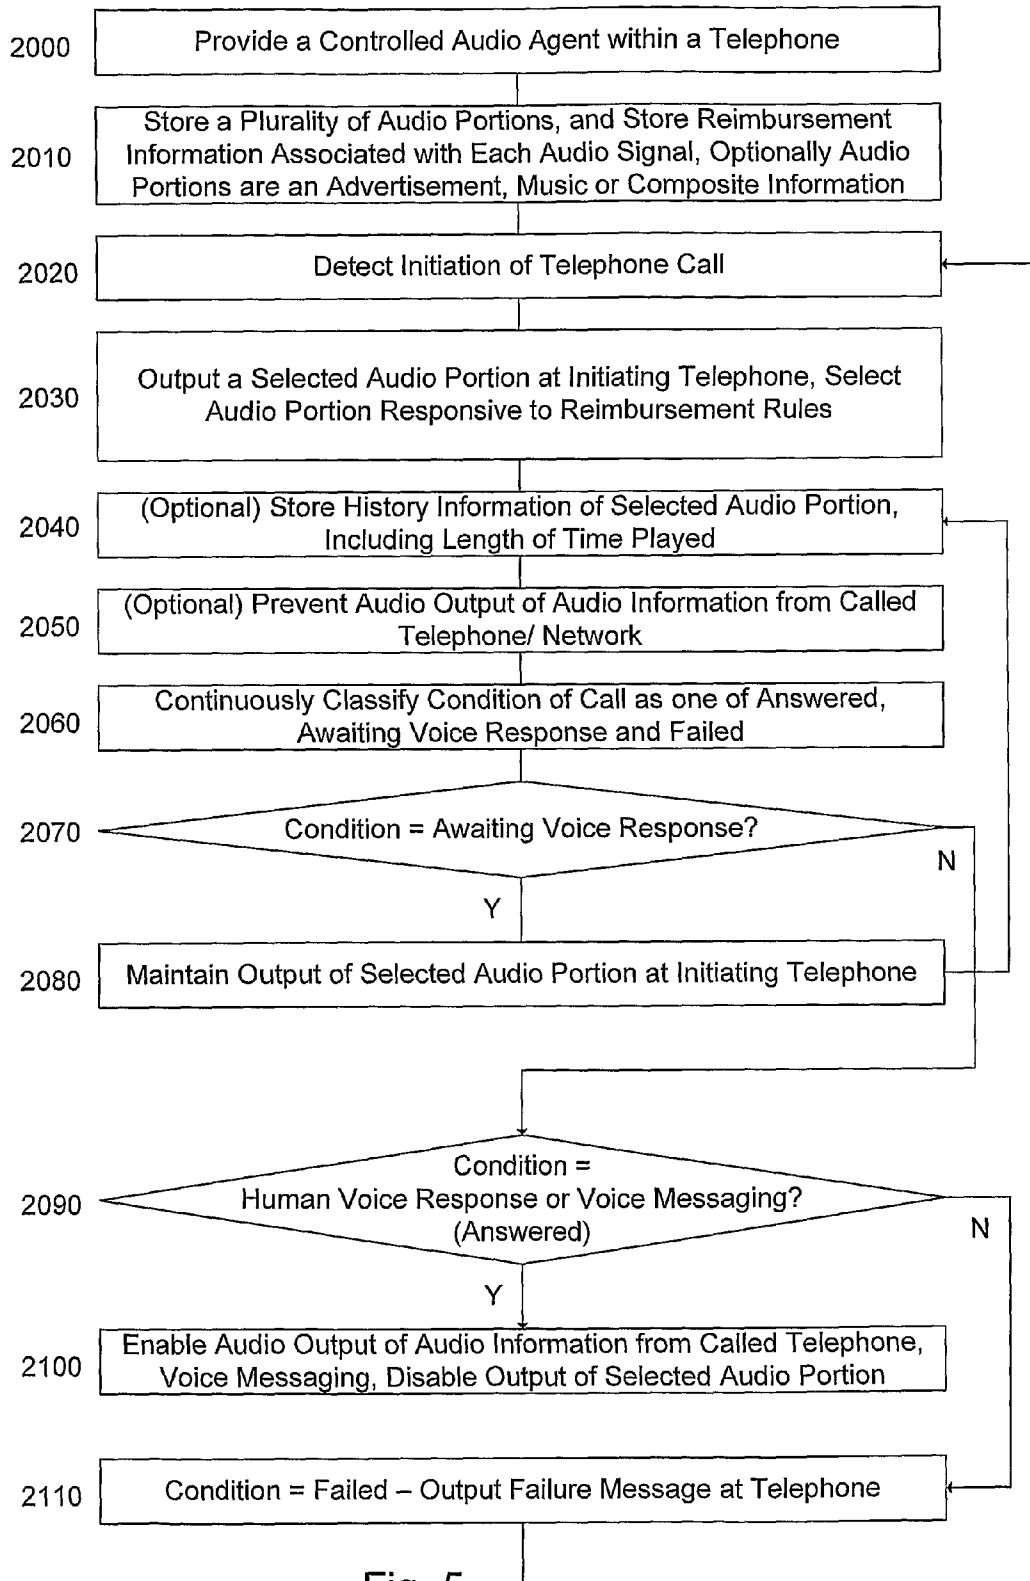 2000
Provide a Controlled Audio Agent within a Telephone
2010
Store a Plurality of Audio Portions, and Store Reimbursement
Information Associated with Each Audio Signal, Optionally Audio
Portions are an Advertisement, Music or Composite Information
2020
Detect Initiation of Telephone Call
2030
Output a Selected Audio Portion at Initiating Telephone, Select
Audio Portion Responsive to Reimbursement Rules
2040
(Optional) Store History Information of Selected Audio Portion,
Including Length of Time Played
2050
(Optional) Prevent Audio Output of Audio Information from Called
Telephone/ Network
2060
Continuously Classify Condition of Call as one of Answered,
Awaiting Voice Response and Failed
2070
Condition = Awaiting Voice Response?
N
Y
2080
Maintain Output of Selected Audio Portion at Initiating Telephone
2090
Condition =
Human Voice Response or Voice Messaging?
(Answered)
N
Y
2100
Enable Audio Output of Audio Information from Called Telephone,
Voice Messaging, Disable Output of Selected Audio Portion
2110
Condition = Failed – Output Failure Message at Telephone
Fig. 5